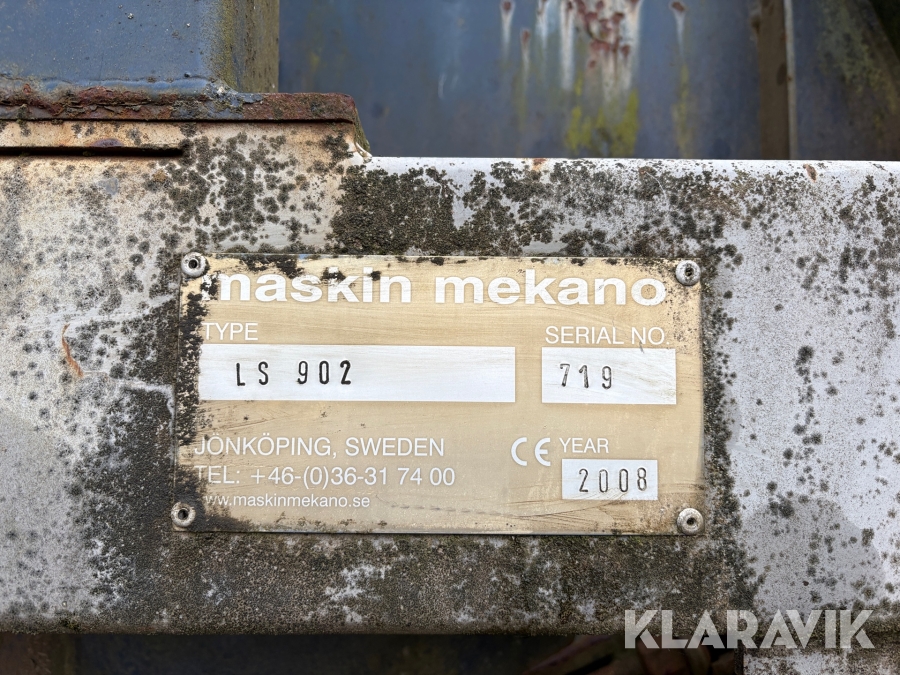 maskin mekano
TYPE
SERIAL NO.
LS 902
719
JÖNKÖPING, SWEDEN
CE YEAR
TEL: +46-(0)36-31 74 00
2008
www.maskinmekano.se
KLARAVIK